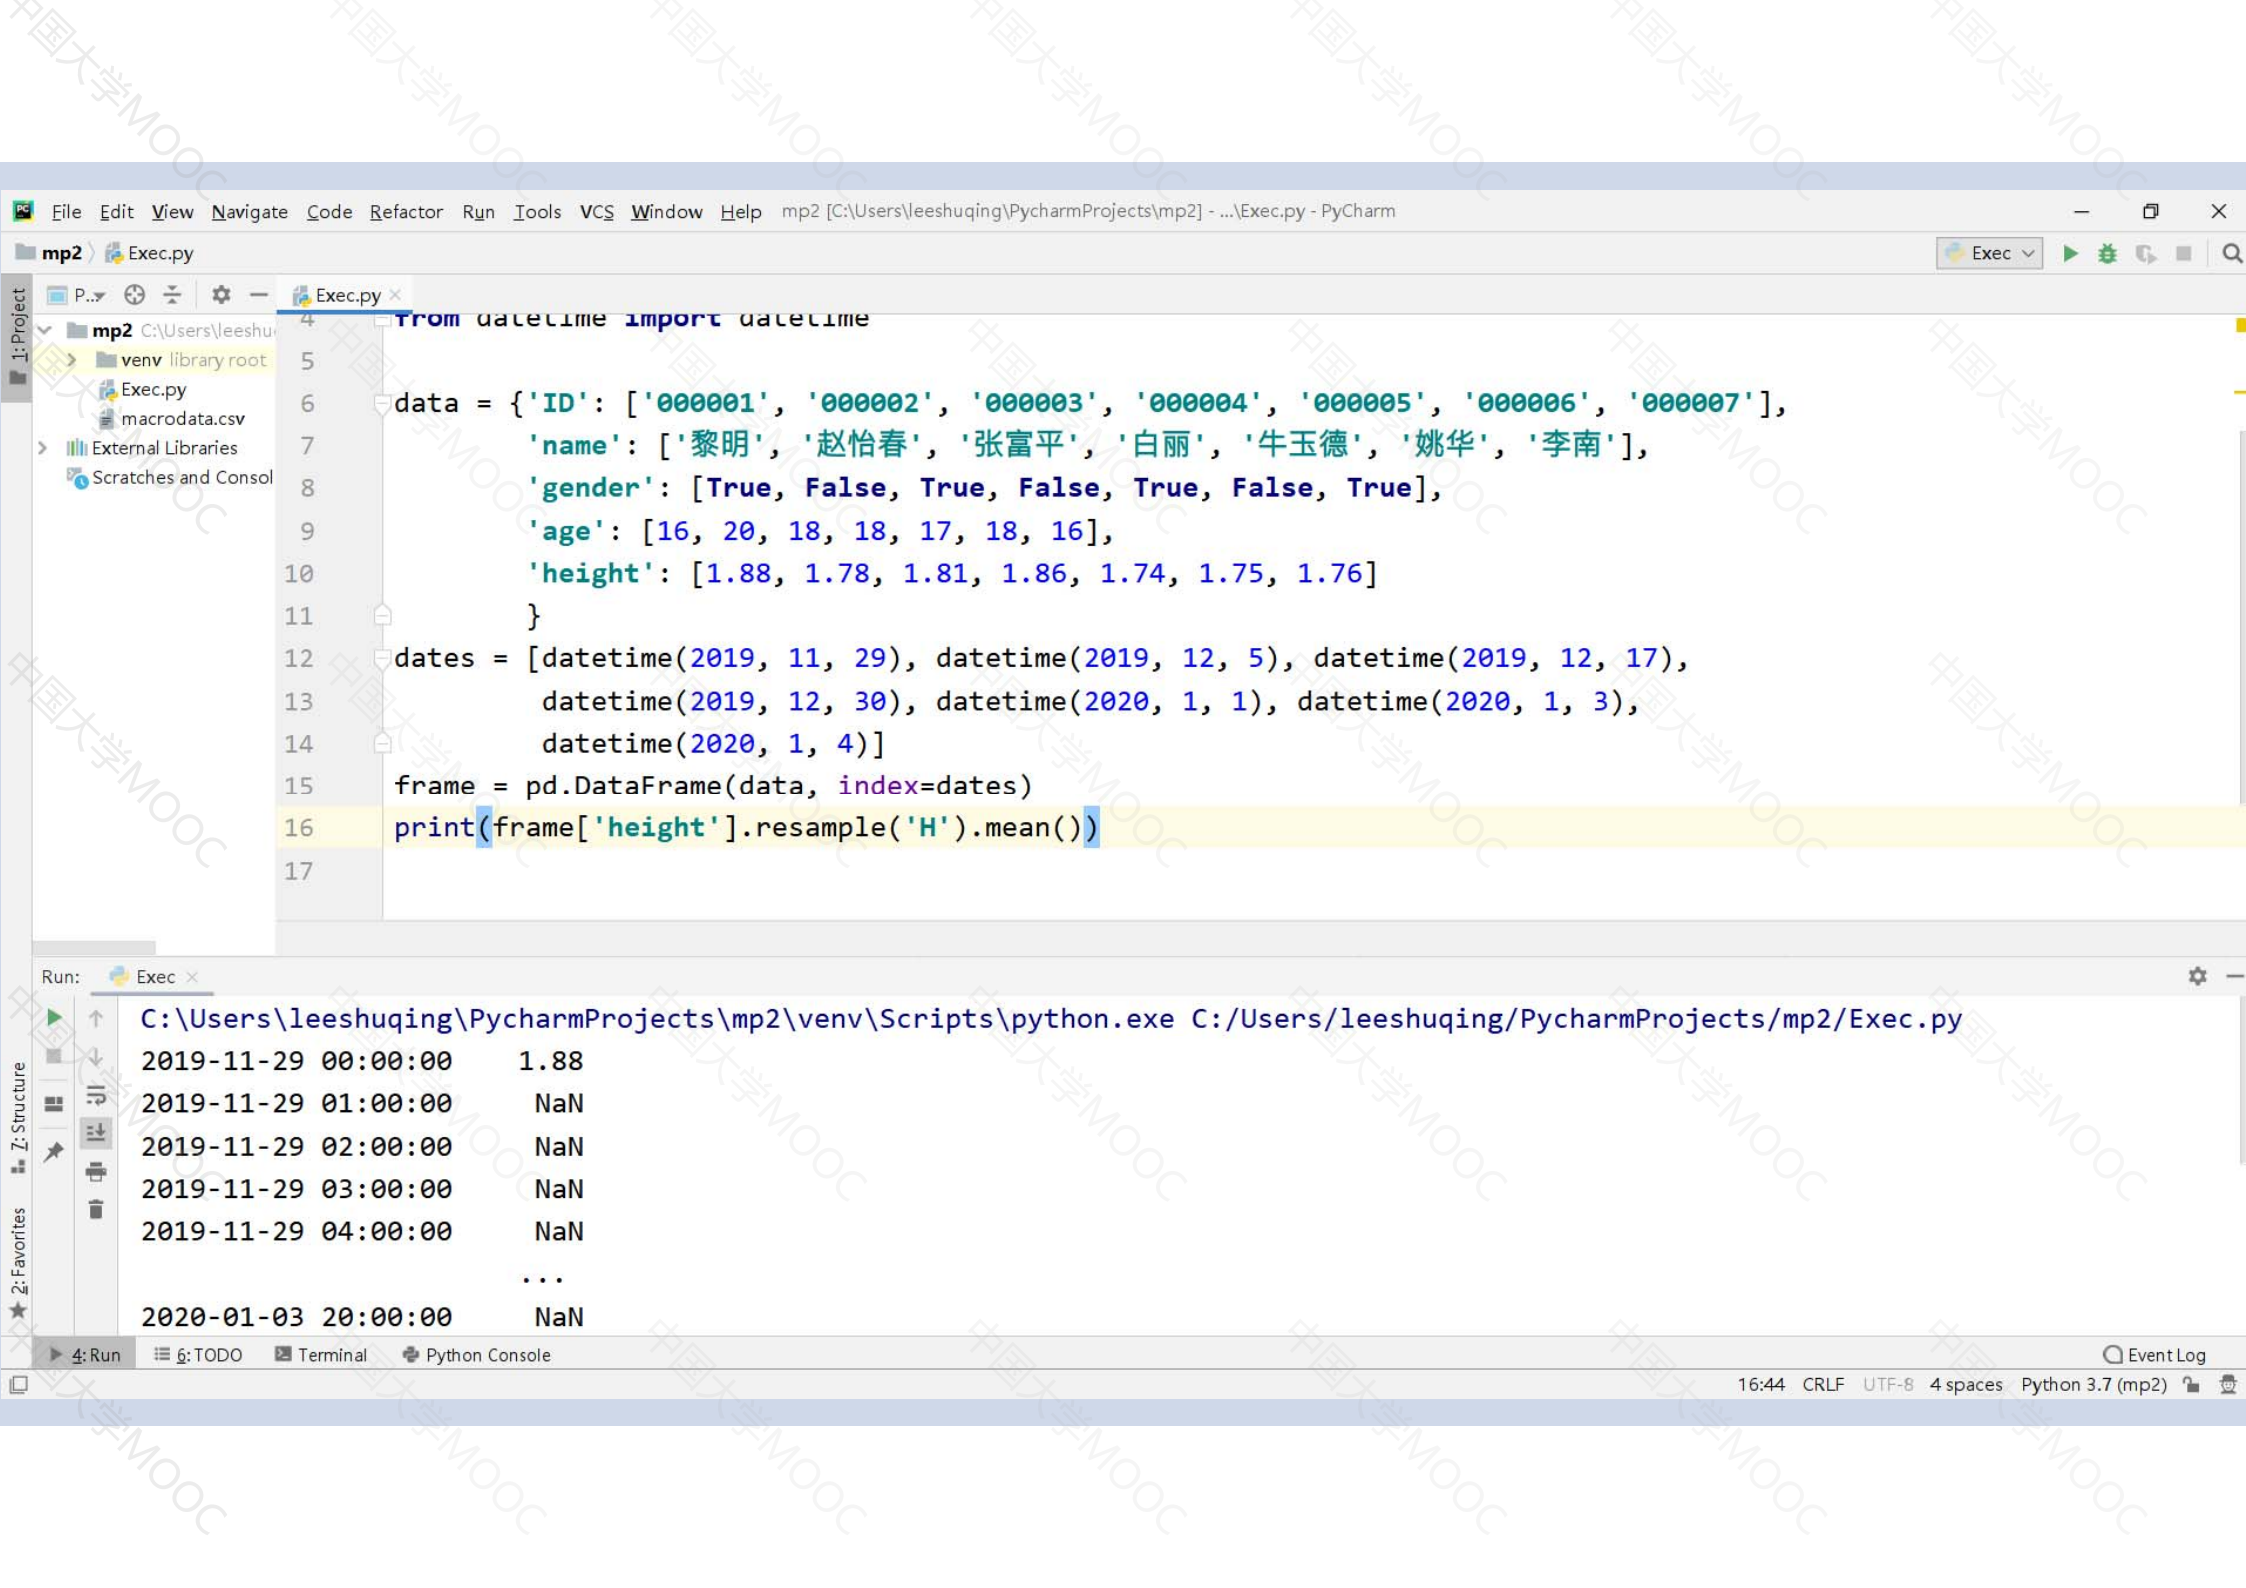 File Edit View Navigate Code Refactor Run Tools VCS Window Help mp2 [C:\Users\leeshuqing\PycharmProjects\mp2] - ...\Exec.py - PyCharm
mp2 Exec.py
Exec
P... Exec.py
1: Project
mp2 C:\Users\leeshu
venv library root
Exec.py
macrodata.csv
External Libraries
Scratches and Consol
4 from datetime import datetime
5
6 data = {'ID': ['000001', '000002', '000003', '000004', '000005', '000006', '000007'],
7 'name': ['黎明', '赵怡春', '张富平', '白丽', '牛玉德', '姚华', '李南'],
8 'gender': [True, False, True, False, True, False, True],
9 'age': [16, 20, 18, 18, 17, 18, 16],
10 'height': [1.88, 1.78, 1.81, 1.86, 1.74, 1.75, 1.76]
11 }
12 dates = [datetime(2019, 11, 29), datetime(2019, 12, 5), datetime(2019, 12, 17),
13 datetime(2019, 12, 30), datetime(2020, 1, 1), datetime(2020, 1, 3),
14 datetime(2020, 1, 4)]
15 frame = pd.DataFrame(data, index=dates)
16 print(frame['height'].resample('H').mean())
17
Run: Exec
C:\Users\leeshuqing\PycharmProjects\mp2\venv\Scripts\python.exe C:/Users/leeshuqing/PycharmProjects/mp2/Exec.py
2019-11-29 00:00:00 1.88
2019-11-29 01:00:00 NaN
2019-11-29 02:00:00 NaN
2019-11-29 03:00:00 NaN
2019-11-29 04:00:00 NaN
...
2020-01-03 20:00:00 NaN
7: Structure
2: Favorites
4: Run 6: TODO Terminal Python Console Event Log
16:44 CRLF UTF-8 4 spaces Python 3.7 (mp2)
中国大学MOOC